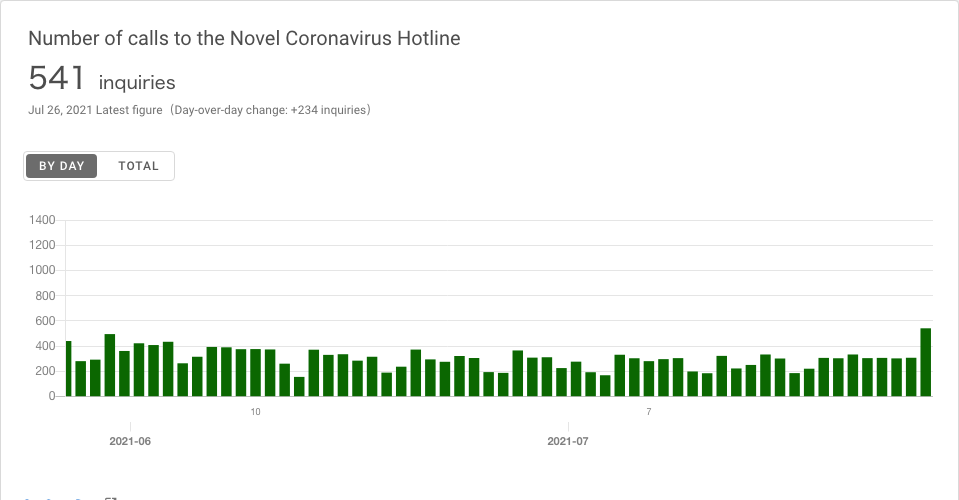 Number of calls to the Novel Coronavirus Hotline
541 inquiries
Jul 26, 2021 Latest figure（Day-over-day change: +234 inquiries）
BY DAY TOTAL
1400
1200
1000
800
600
400
200
0
10 7
2021-06 2021-07